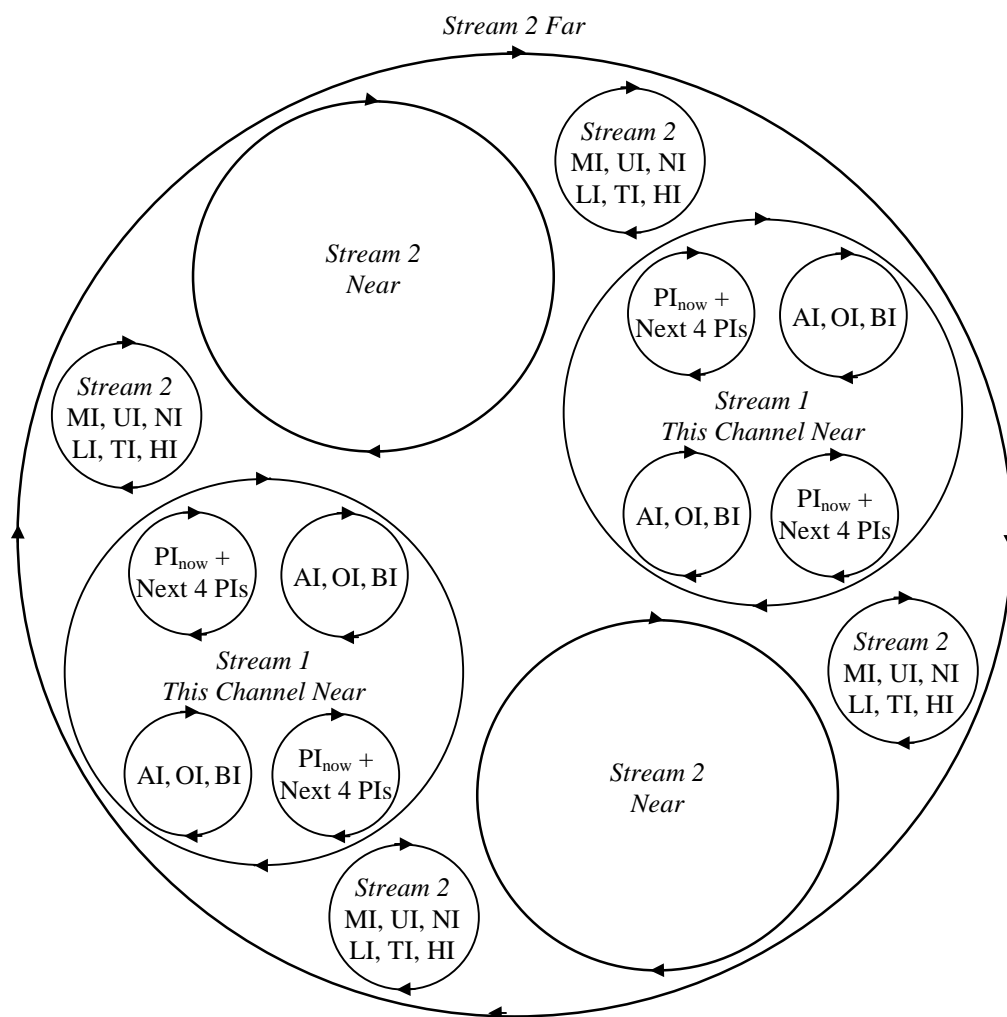 Stream 2 Far
Stream 2
MI, UI, NI
LI, TI, HI
Stream 2
Near
PInow +
Next 4 PIs
AI, OI, BI
Stream 1
This Channel Near
AI, OI, BI
PInow +
Next 4 PIs
Stream 2
MI, UI, NI
LI, TI, HI
PInow +
Next 4 PIs
AI, OI, BI
Stream 1
This Channel Near
AI, OI, BI
PInow +
Next 4 PIs
Stream 2
MI, UI, NI
LI, TI, HI
Stream 2
Near
Stream 2
MI, UI, NI
LI, TI, HI